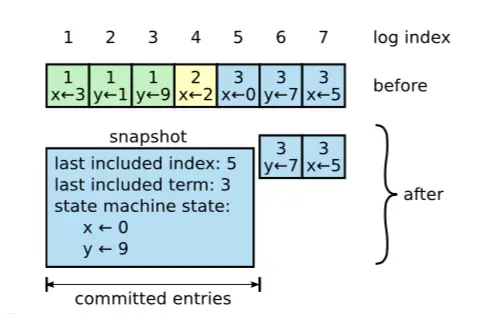 1 2 3 4 5 6 7 log index
1 1 1 2 3 3 3
x←3 y←1 y←9 x←2 x←0 y←7 x←5 before
snapshot
last included index: 5
last included term: 3
state machine state:
x ← 0
y ← 9
3 3
y←7 x←5
after
committed entries